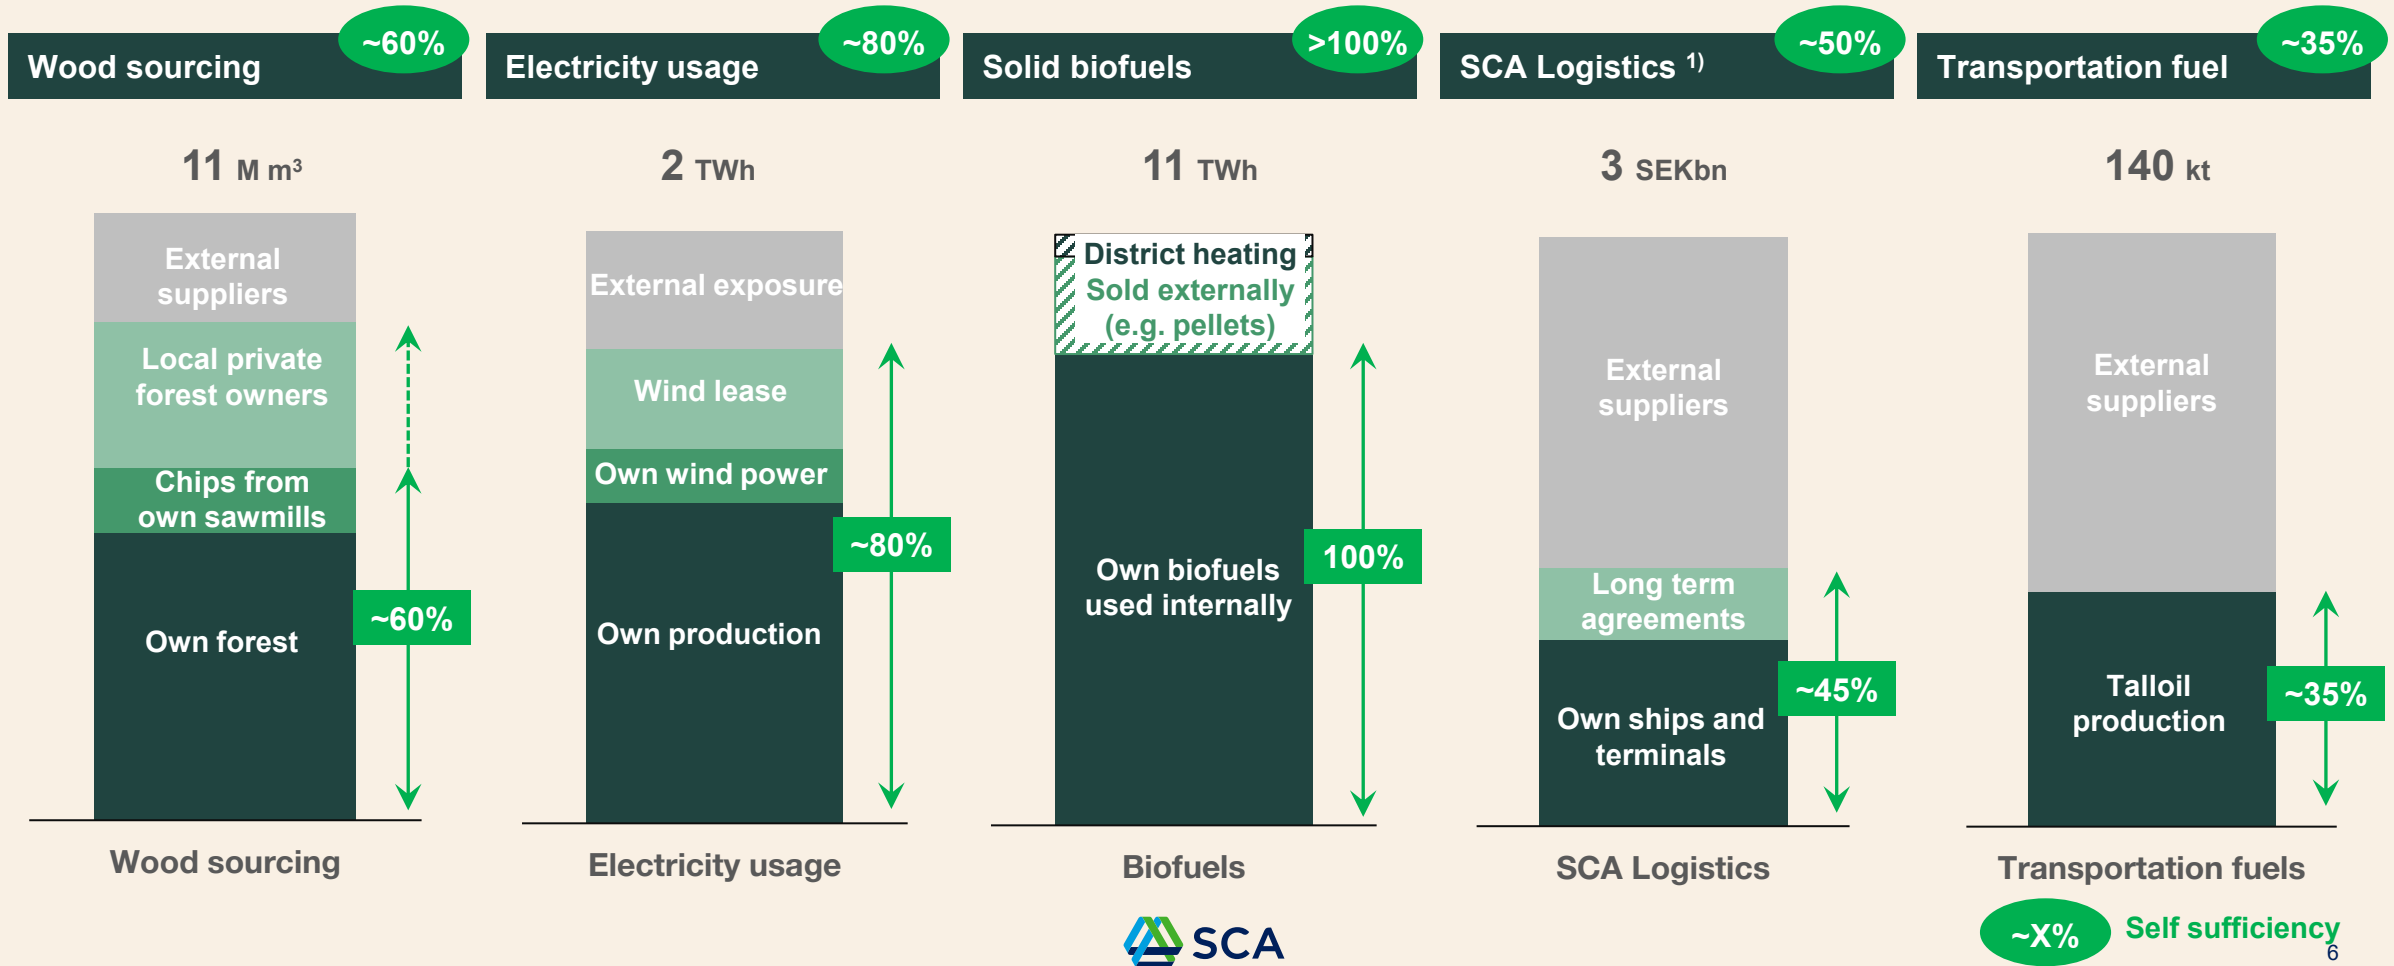 Wood sourcing
~60%
11 M m³
External
suppliers
Local private
forest owners
Chips from
own sawmills
Own forest
~60%
Wood sourcing
Electricity usage
~80%
2 TWh
External exposure
Wind lease
Own wind power
Own production
~80%
Electricity usage
Solid biofuels
>100%
11 TWh
District heating
Sold externally
(e.g. pellets)
Own biofuels
used internally
100%
Biofuels
SCA Logistics ¹⁾
~50%
3 SEKbn
External
suppliers
Long term
agreements
Own ships and
terminals
~45%
SCA Logistics
Transportation fuel
~35%
140 kt
External
suppliers
Talloil
production
~35%
Transportation fuels
SCA
~X% Self sufficiency
6